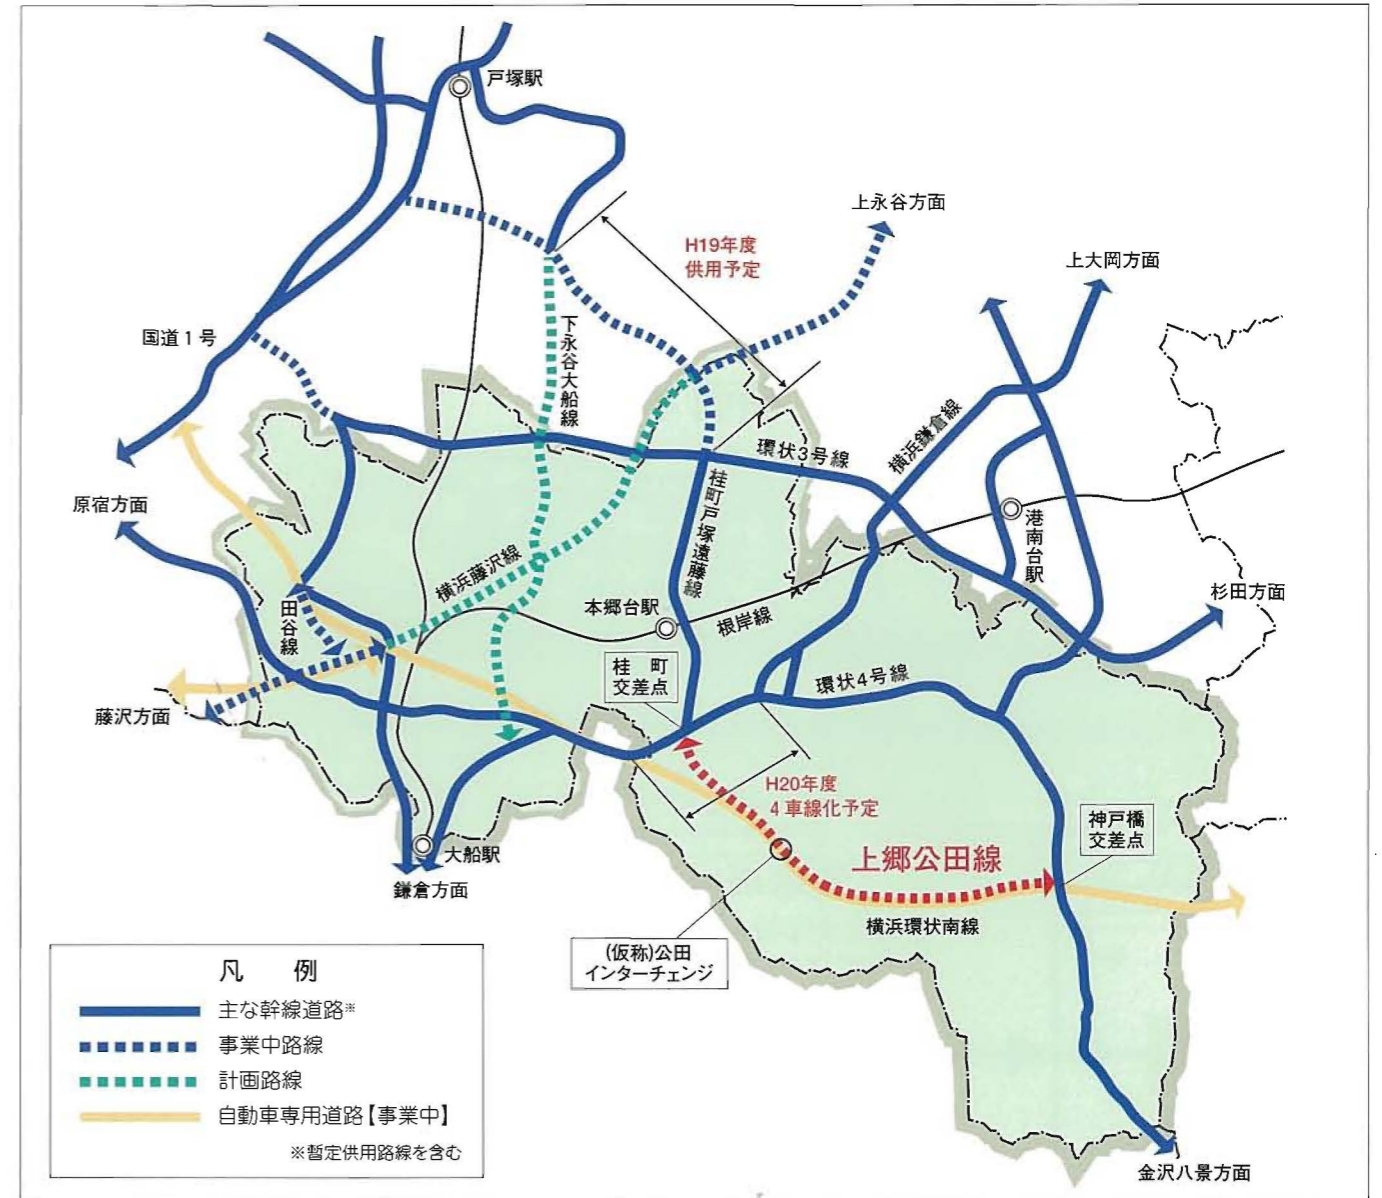 戸塚駅
上永谷方面
H19年度
供用予定
上大岡方面
国道1号
下永谷大船線
横浜鎌倉線
環状3号線
原宿方面
桂町戸塚遠藤線
港南台駅
横浜藤沢線
杉田方面
田谷線
本郷台駅
根岸線
桂 町
交差点
環状4号線
藤沢方面
H20年度
4車線化予定
神戸橋
交差点
大船駅
上郷公田線
鎌倉方面
横浜環状南線
(仮称)公田
インターチェンジ
凡 例
主な幹線道路※
事業中路線
計画路線
自動車専用道路【事業中】
※暫定供用路線を含む
金沢八景方面